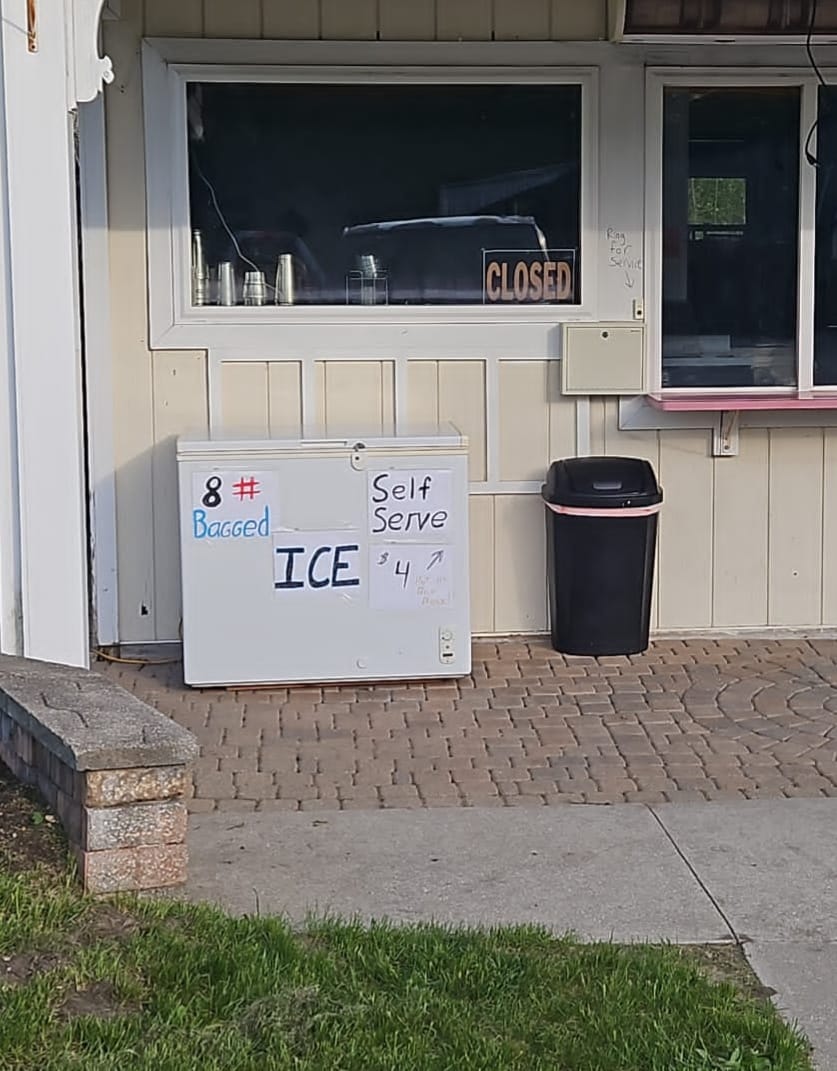 CLOSED
Ring
for
Service
↓
8 #
Bagged
ICE
Self
Serve
$4 ↗